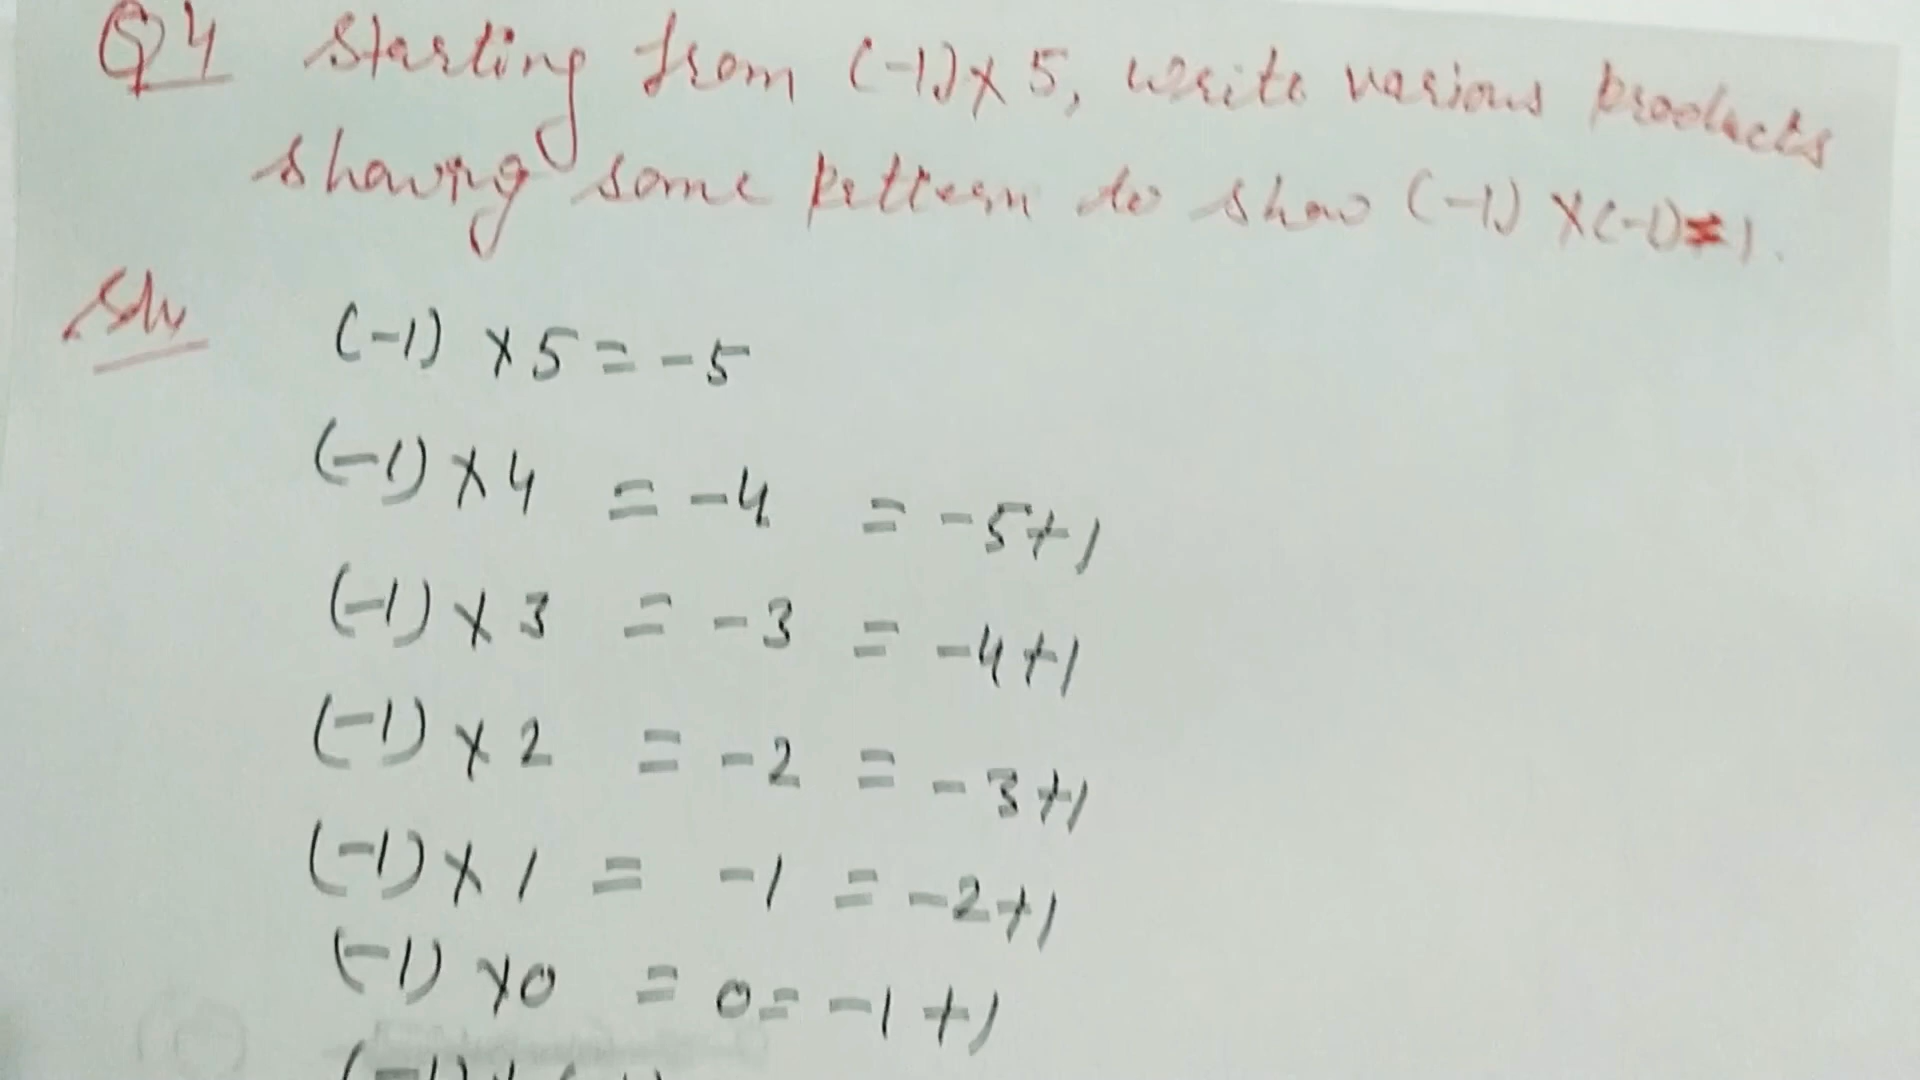 Q4 Starting from (-1)×5, write various products
showing some pattern to show (-1)×(-1)=1.
Soln
(-1)×5=-5
(-1)×4 = -4 = -5+1
(-1)×3 = -3 = -4+1
(-1)×2 = -2 = -3+1
(-1)×1 = -1 = -2+1
(-1)×0 = 0 = -1+1